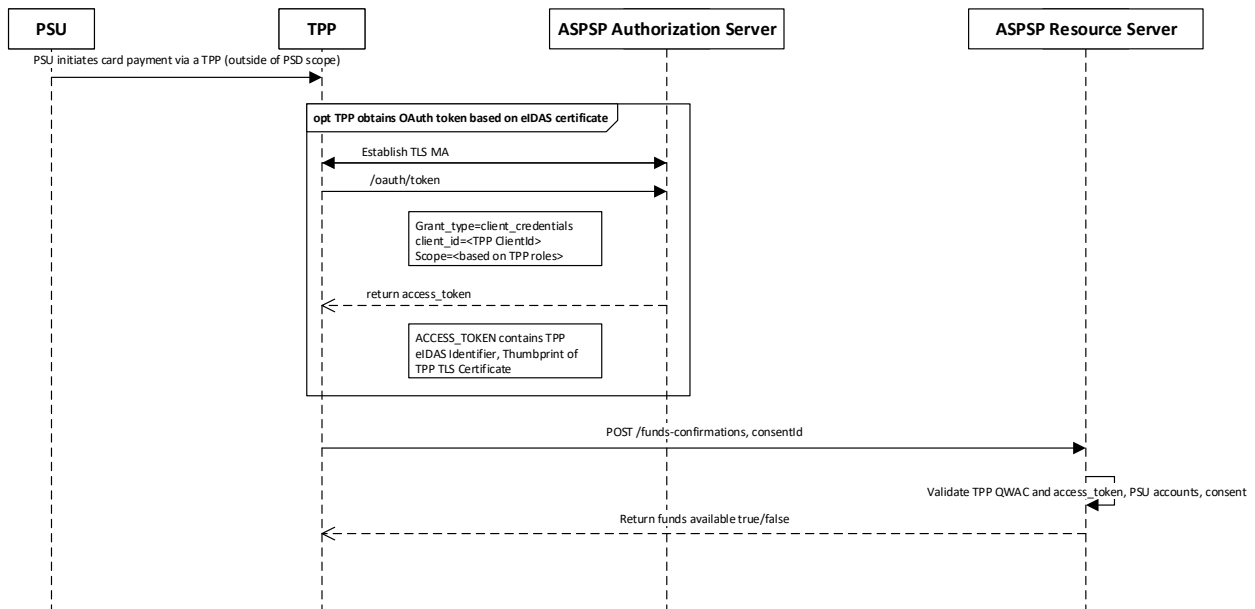 PSU
TPP
ASPSP Authorization Server
ASPSP Resource Server
PSU initiates card payment via a TPP (outside of PSD scope)
opt TPP obtains OAuth token based on eIDAS certificate
Establish TLS MA
/oauth/token
Grant_type=client_credentials
client_id=<TPP ClientId>
Scope=<based on TPP roles>
return access_token
ACCESS_TOKEN contains TPP
eIDAS Identifier, Thumbprint of
TPP TLS Certificate
POST /funds-confirmations, consentId
Validate TPP QWAC and access_token, PSU accounts, consent
Return funds available true/false